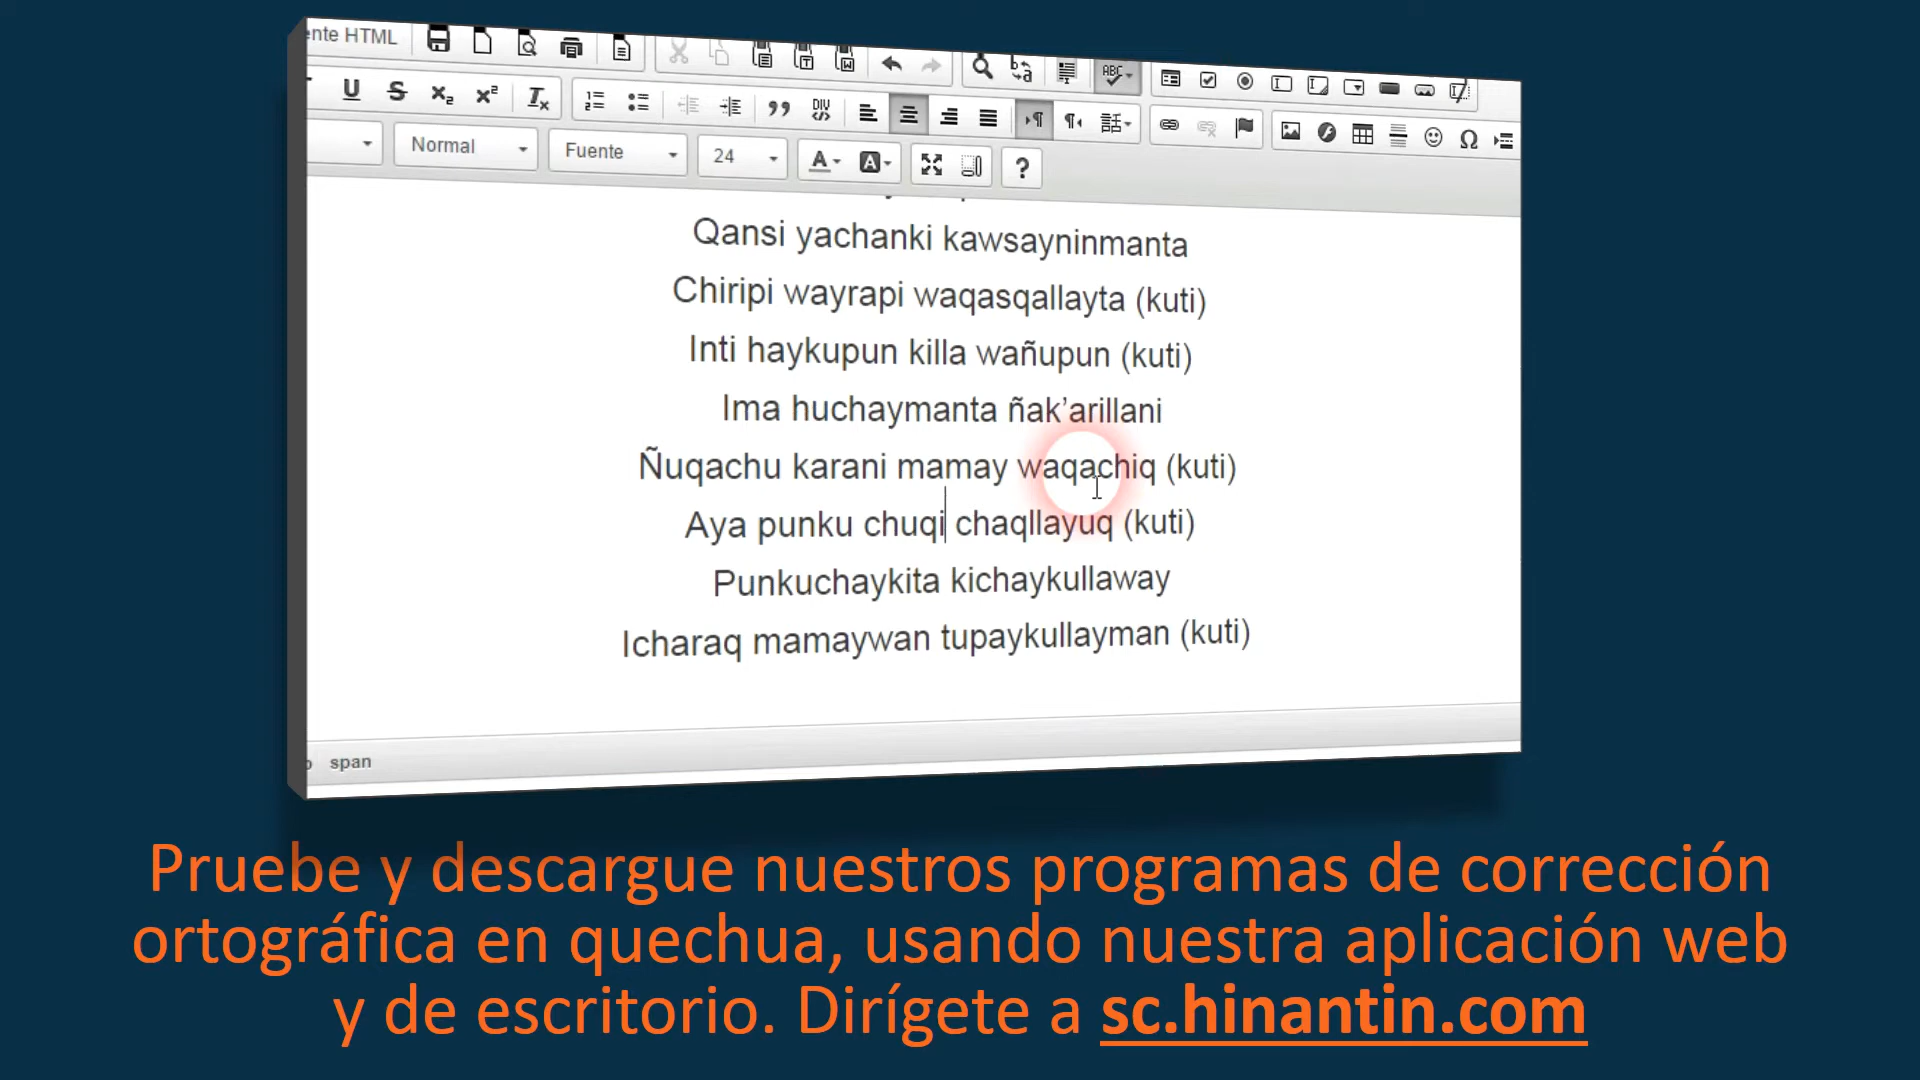 ente HTML
Normal Fuente 24
Qansi yachanki kawsayninmanta
Chiripi wayrapi waqasqallayta (kuti)
Inti haykupun killa wañupun (kuti)
Ima huchaymanta ñak’arillani
Ñuqachu karani mamay waqachiq (kuti)
Aya punku chuqi chaqllayuq (kuti)
Punkuchaykita kichaykullaway
Icharaq mamaywan tupaykullayman (kuti)
span
Pruebe y descargue nuestros programas de corrección
ortográfica en quechua, usando nuestra aplicación web
y de escritorio. Dirígete a sc.hinantin.com